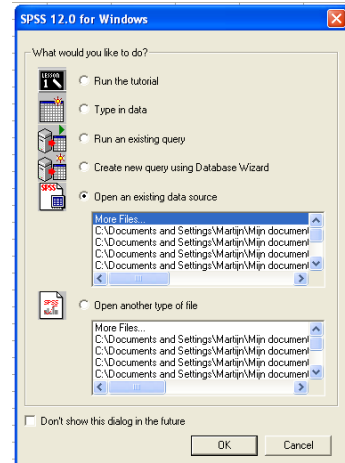 SPSS 12.0 for Windows
What would you like to do?
LESSON
1
Run the tutorial
Type in data
Run an existing query
Create new query using Database Wizard
SPSS
Open an existing data source
More Files...
C:\Documents and Settings\Martijn\Mijn document
C:\Documents and Settings\Martijn\Mijn document
C:\Documents and Settings\Martijn\Mijn document
C:\Documents and Settings\Martijn\Mijn document
SPSS
Open another type of file
More Files...
C:\Documents and Settings\Martijn\Mijn document
C:\Documents and Settings\Martijn\Mijn document
C:\Documents and Settings\Martijn\Mijn document
C:\Documents and Settings\Martijn\Mijn document
Don't show this dialog in the future
OK
Cancel